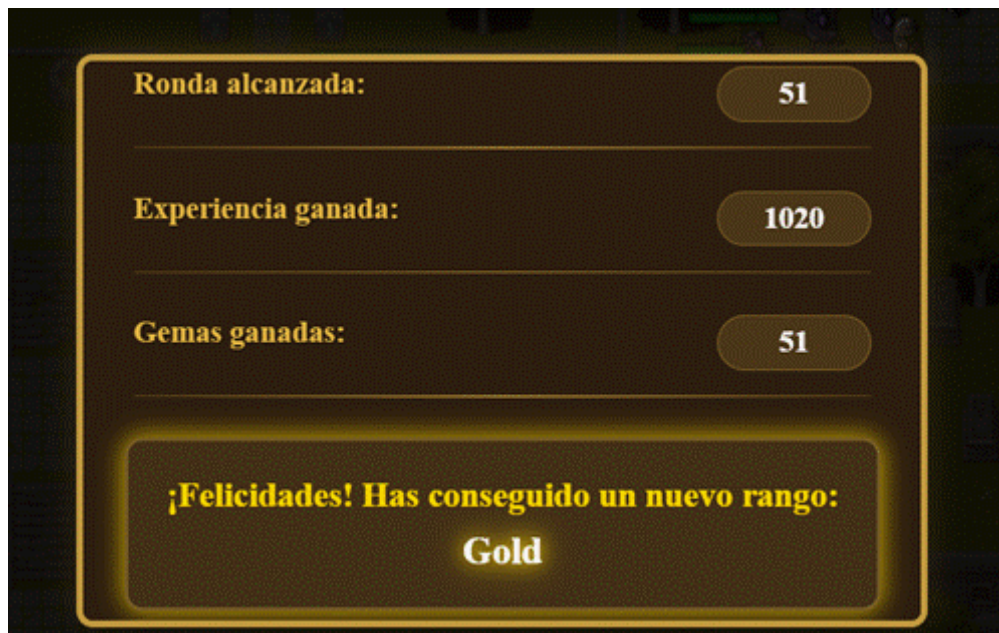 Ronda alcanzada:
51
Experiencia ganada:
1020
Gemas ganadas:
51
¡Felicidades! Has conseguido un nuevo rango:
Gold